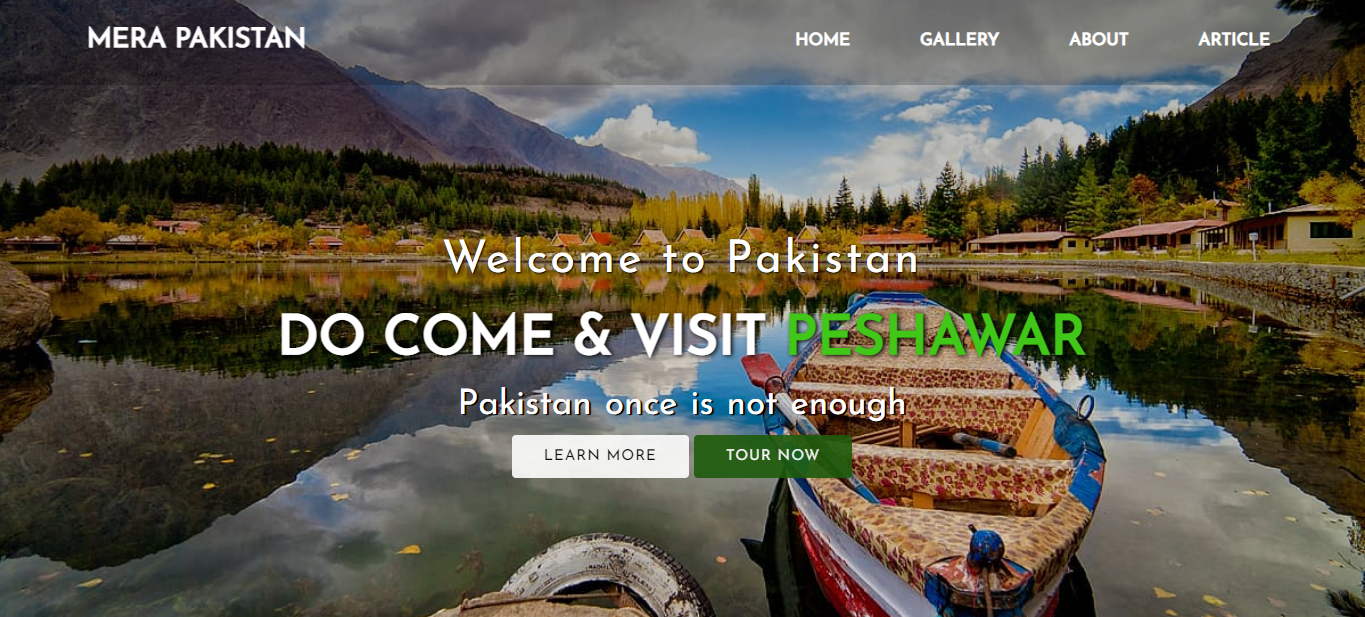 MERA PAKISTAN
HOME GALLERY ABOUT ARTICLE
Welcome to Pakistan
DO COME & VISIT PESHAWAR
Pakistan once is not enough
LEARN MORE TOUR NOW